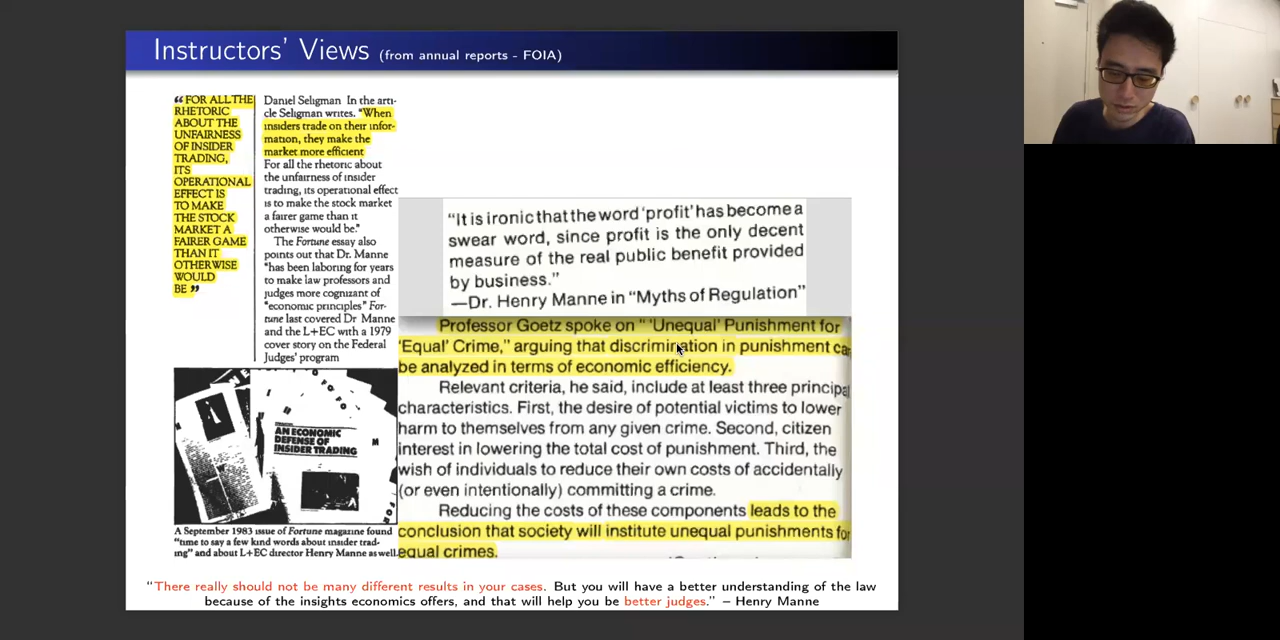 Instructors' Views (from annual reports - FOIA)
“FOR ALL THE
RHETORIC
ABOUT THE
UNFAIRNESS
OF INSIDER
TRADING,
ITS
OPERATIONAL
EFFECT IS
TO MAKE
THE STOCK
MARKET A
FAIRER GAME
THAN IT
OTHERWISE
WOULD
BE”
Daniel Seligman In the arti-
cle Seligman writes. “When
insiders trade on their infor-
mation, they make the
market more efficient
For all the rhetoric about
the unfairness of insider
trading, its operational effect
is to make the stock market
a fairer game than it
otherwise would be.”
The Fortune essay also
points out that Dr. Manne
“has been laboring for years
to make law professors and
judges more cognizant of
“economic principles” For-
tune last covered Dr Manne
and the L+EC with a 1979
cover story on the Federal
Judges' program
AN ECONOMIC
DEFENSE OF
INSIDER TRADING
A September 1983 issue of Fortune magazine found
“time to say a few kind words about insider trad-
ing” and about L+EC director Henry Manne as well.
“It is ironic that the word ‘profit’ has become a
swear word, since profit is the only decent
measure of the real public benefit provided
by business.”
—Dr. Henry Manne in “Myths of Regulation”
Professor Goetz spoke on “ ‘Unequal’ Punishment for
‘Equal’ Crime,” arguing that discrimination in punishment ca
be analyzed in terms of economic efficiency.
Relevant criteria, he said, include at least three principal
characteristics. First, the desire of potential victims to lower
harm to themselves from any given crime. Second, citizen
interest in lowering the total cost of punishment. Third, the
wish of individuals to reduce their own costs of accidentally
(or even intentionally) committing a crime.
Reducing the costs of these components leads to the
conclusion that society will institute unequal punishments for
equal crimes.
“There really should not be many different results in your cases. But you will have a better understanding of the law
because of the insights economics offers, and that will help you be better judges.” – Henry Manne